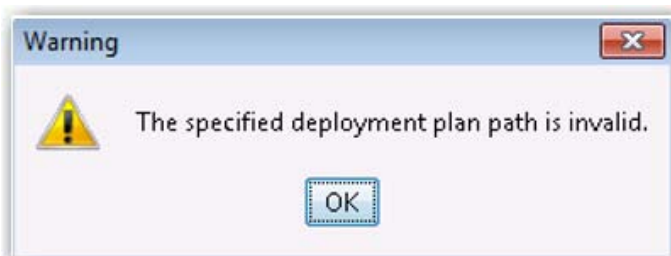 Warning
The specified deployment plan path is invalid.
OK